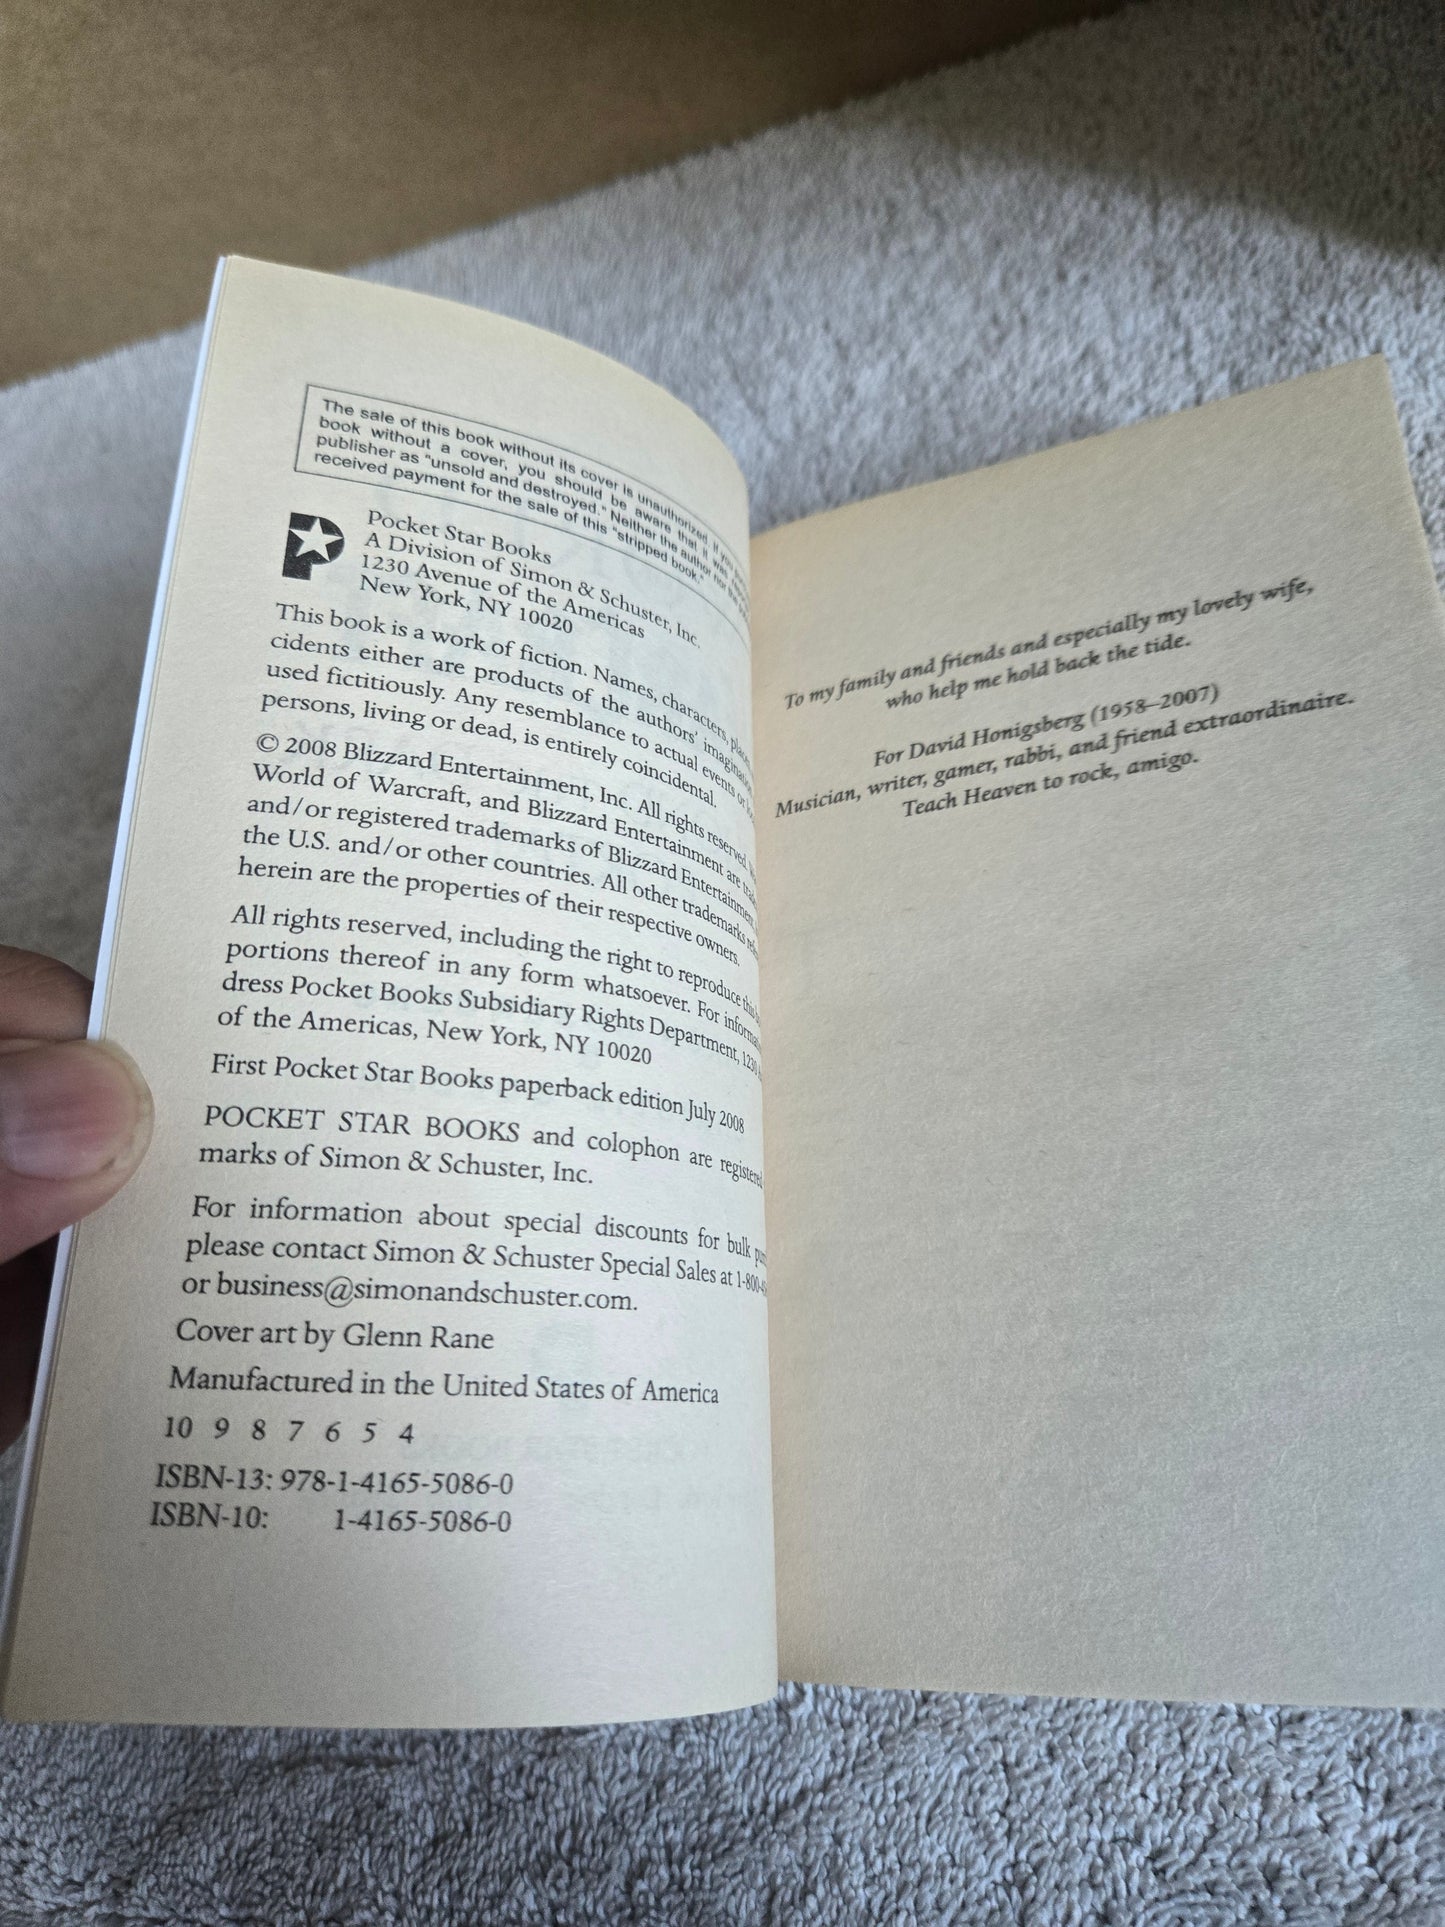 The sale of this book without its cover is unauthorized. If you
book without a cover, you should be aware that it was
publisher as "unsold and destroyed." Neither the author nor the
received payment for the sale of this "stripped book."
Pocket Star Books
A Division of Simon & Schuster, Inc.
1230 Avenue of the Americas
New York, NY 10020
This book is a work of fiction. Names, characters,
cidents either are products of the authors' imagination
used fictitiously. Any resemblance to actual events or
persons, living or dead, is entirely coincidental.
© 2008 Blizzard Entertainment, Inc. All rights reserved.
World of Warcraft, and Blizzard Entertainment are
and/or registered trademarks of Blizzard Entertainment,
the U.S. and/or other countries. All other trademarks
herein are the properties of their respective owners.
All rights reserved, including the right to reproduce this
portions thereof in any form whatsoever. For
dress Pocket Books Subsidiary Rights Department, 1230
of the Americas, New York, NY 10020
First Pocket Star Books paperback edition July 2008
POCKET STAR BOOKS and colophon are registered
marks of Simon & Schuster, Inc.
For information about special discounts for bulk
please contact Simon & Schuster Special Sales at
or business@simonandschuster.com.
Cover art by Glenn Rane
Manufactured in the United States of America
10 9 8 7 6 5 4
ISBN-13: 978-1-4165-5086-0
ISBN-10: 1-4165-5086-0
To my family and friends and especially my lovely wife,
who help me hold back the tide.
For David Honigsberg (1958–2007)
Musician, writer, gamer, rabbi, and friend extraordinaire.
Teach Heaven to rock, amigo.